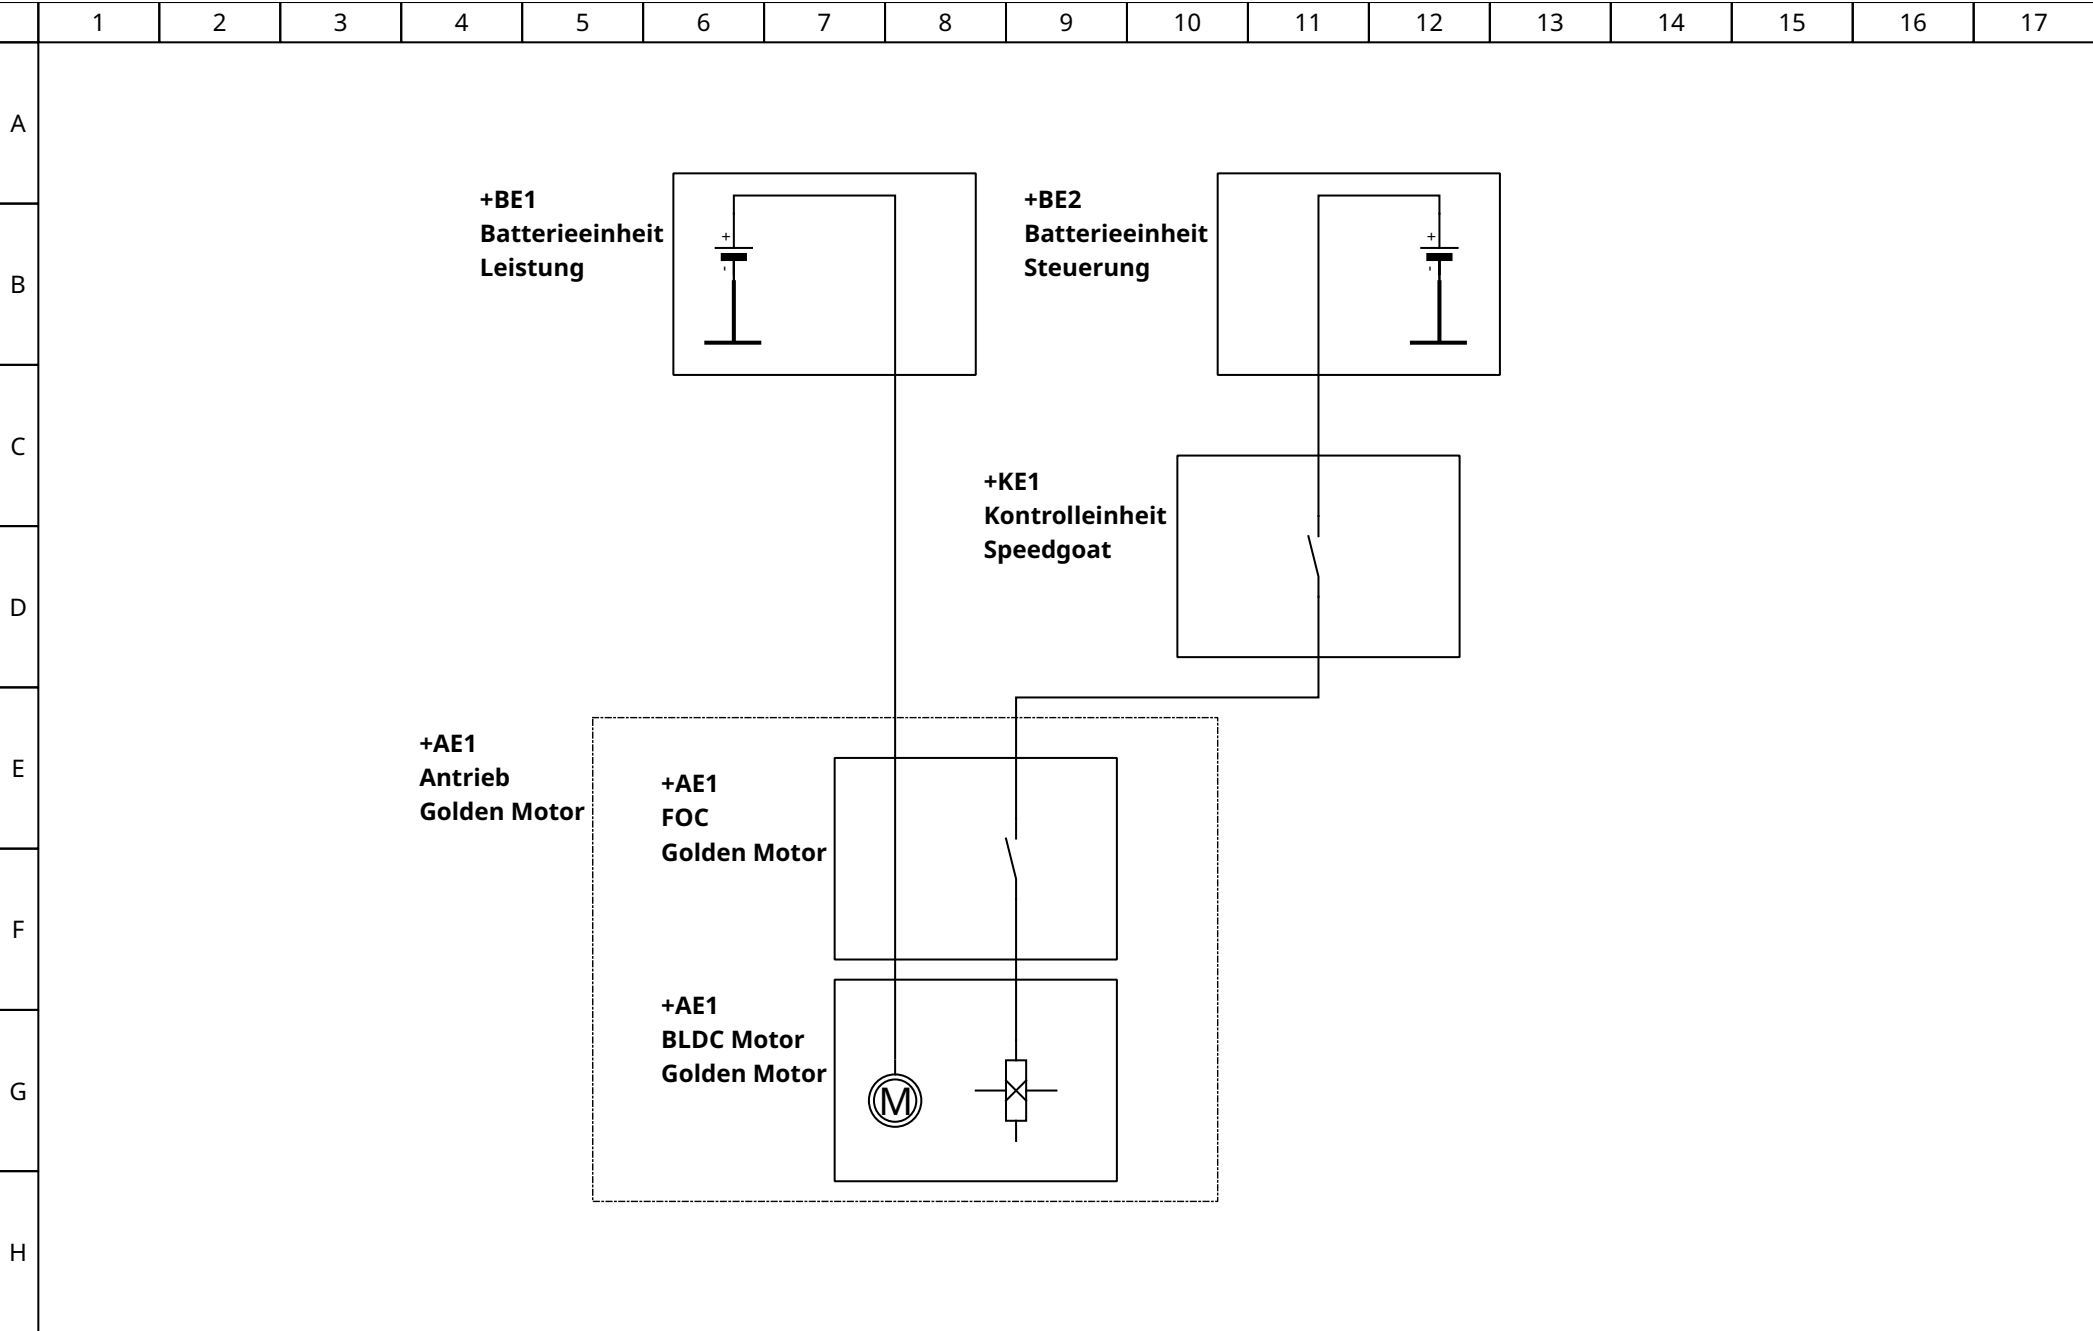 1 2 3 4 5 6 7 8 9 10 11 12 13 14 15 16 17
A
B
C
D
E
F
G
H
+BE1
Batterieeinheit
Leistung
+
-
+BE2
Batterieeinheit
Steuerung
+
-
+KE1
Kontrolleinheit
Speedgoat
+AE1
Antrieb
Golden Motor
+AE1
FOC
Golden Motor
+AE1
BLDC Motor
Golden Motor
M